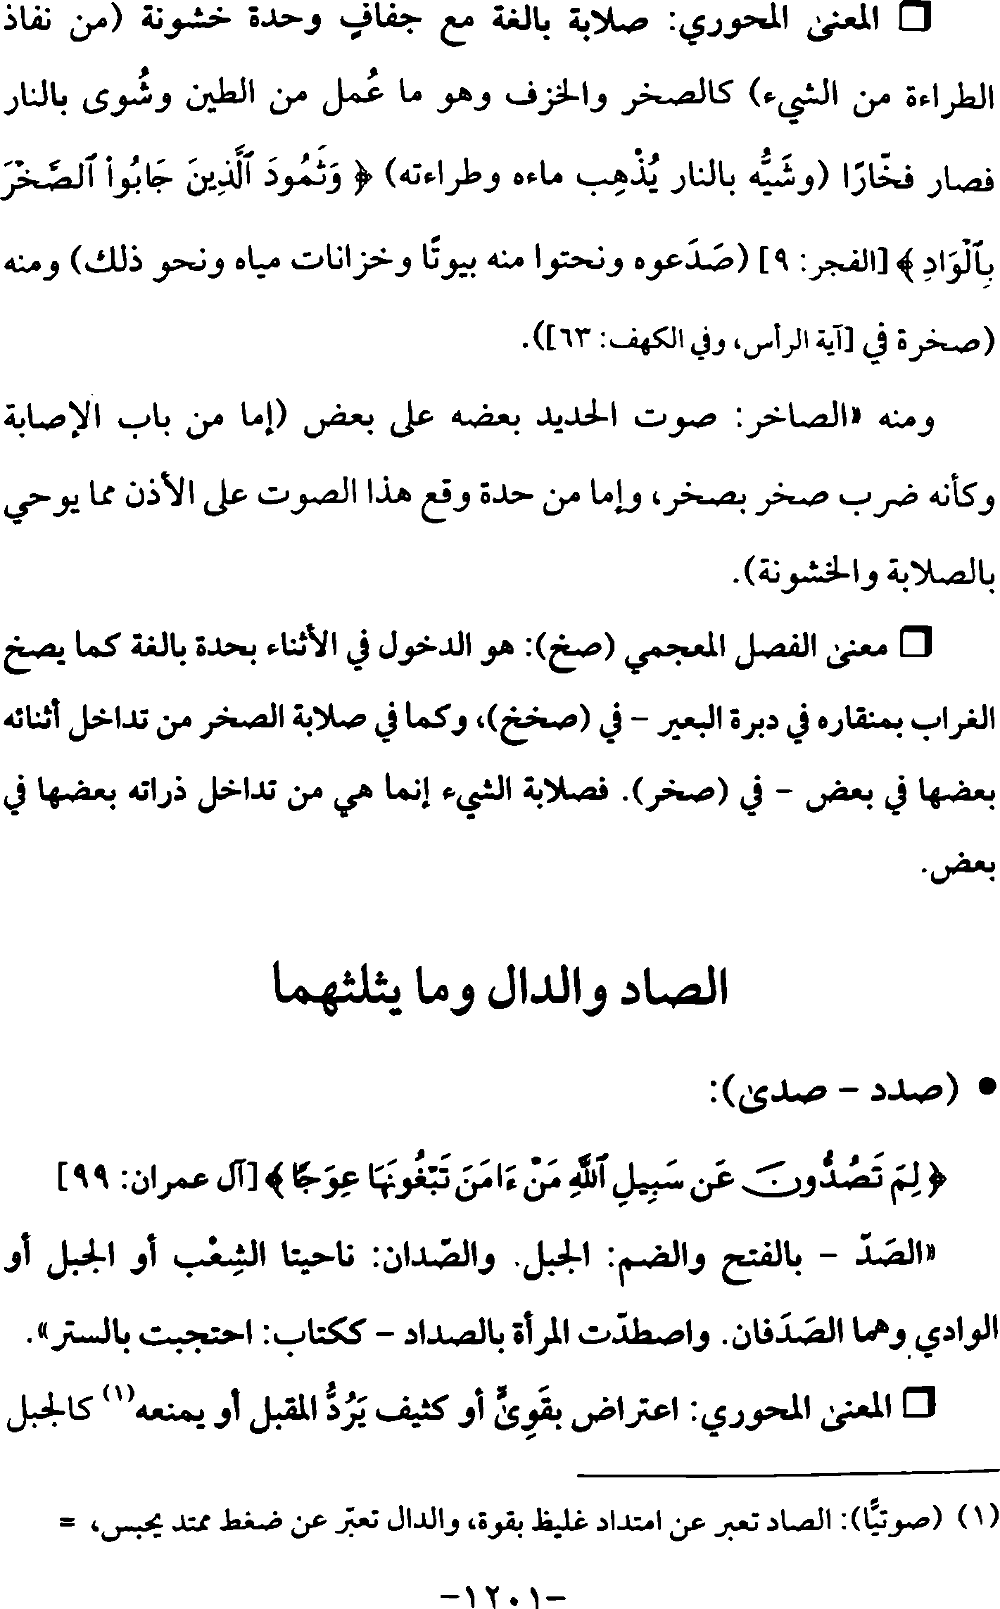 ❒ المعنىٰ المحوري: صلابة بالغة مع جفافٍ وحدة خشونة (من نفاذ
الطراءة من الشيء) كالصخر والخزف وهو ما عُمل من الطين وشُوى بالنار
فصار فخّارًا (وشَيُّه بالنار يُذْهِب ماءه وطراءته) ﴿ وَثَمُودَ ٱلَّذِينَ جَابُوا۟ ٱلصَّخْرَ
بِٱلْوَادِ ﴾ [الفجر: ٩] (صَدَعوه ونحتوا منه بيوتًا وخزانات مياه ونحو ذلك) ومنه
(صخرة في [آية الرأس، وفي الكهف: ٦٣]).
ومنه «الصاخر: صوت الحديد بعضه على بعض (إما من باب الإصابة
وكأنه ضرب صخر بصخر، وإما من حدة وقع هذا الصوت على الأذن مما يوحي
بالصلابة والخشونة).
❒ معنىٰ الفصل المعجمي (صخ): هو الدخول في الأثناء بحدة بالغة كما يصخ
الغراب بمنقاره في دبرة البعير - في (صخخ)، وكما في صلابة الصخر من تداخل أثنائه
بعضها في بعض - في (صخر). فصلابة الشيء إنما هي من تداخل ذراته بعضها في
بعض.
الصاد والدال وما يثلثهما
• (صدد - صدىٰ):
﴿ لِمَ تَصُدُّونَ عَن سَبِيلِ ٱللَّهِ مَنْ ءَامَنَ تَبْغُونَهَا عِوَجًا ﴾ [آل عمران: ٩٩]
«الصَدّ - بالفتح والضم: الجبل. والصّدان: ناحيتا الشِعْب أو الجبل أو
الوادي وهما الصَدَفان. واصطدّت المرأة بالصداد - ككتاب: احتجبت بالستر».
❒ المعنىٰ المحوري: اعتراض بقَوِىٍّ أو كثيف يَرُدُّ المقبل أو يمنعه(١) كالجبل
(١) (صوتيًّا): الصاد تعبر عن امتداد غليظ بقوة، والدال تعبّر عن ضغط ممتد يحبس، =
-١٢٠١-